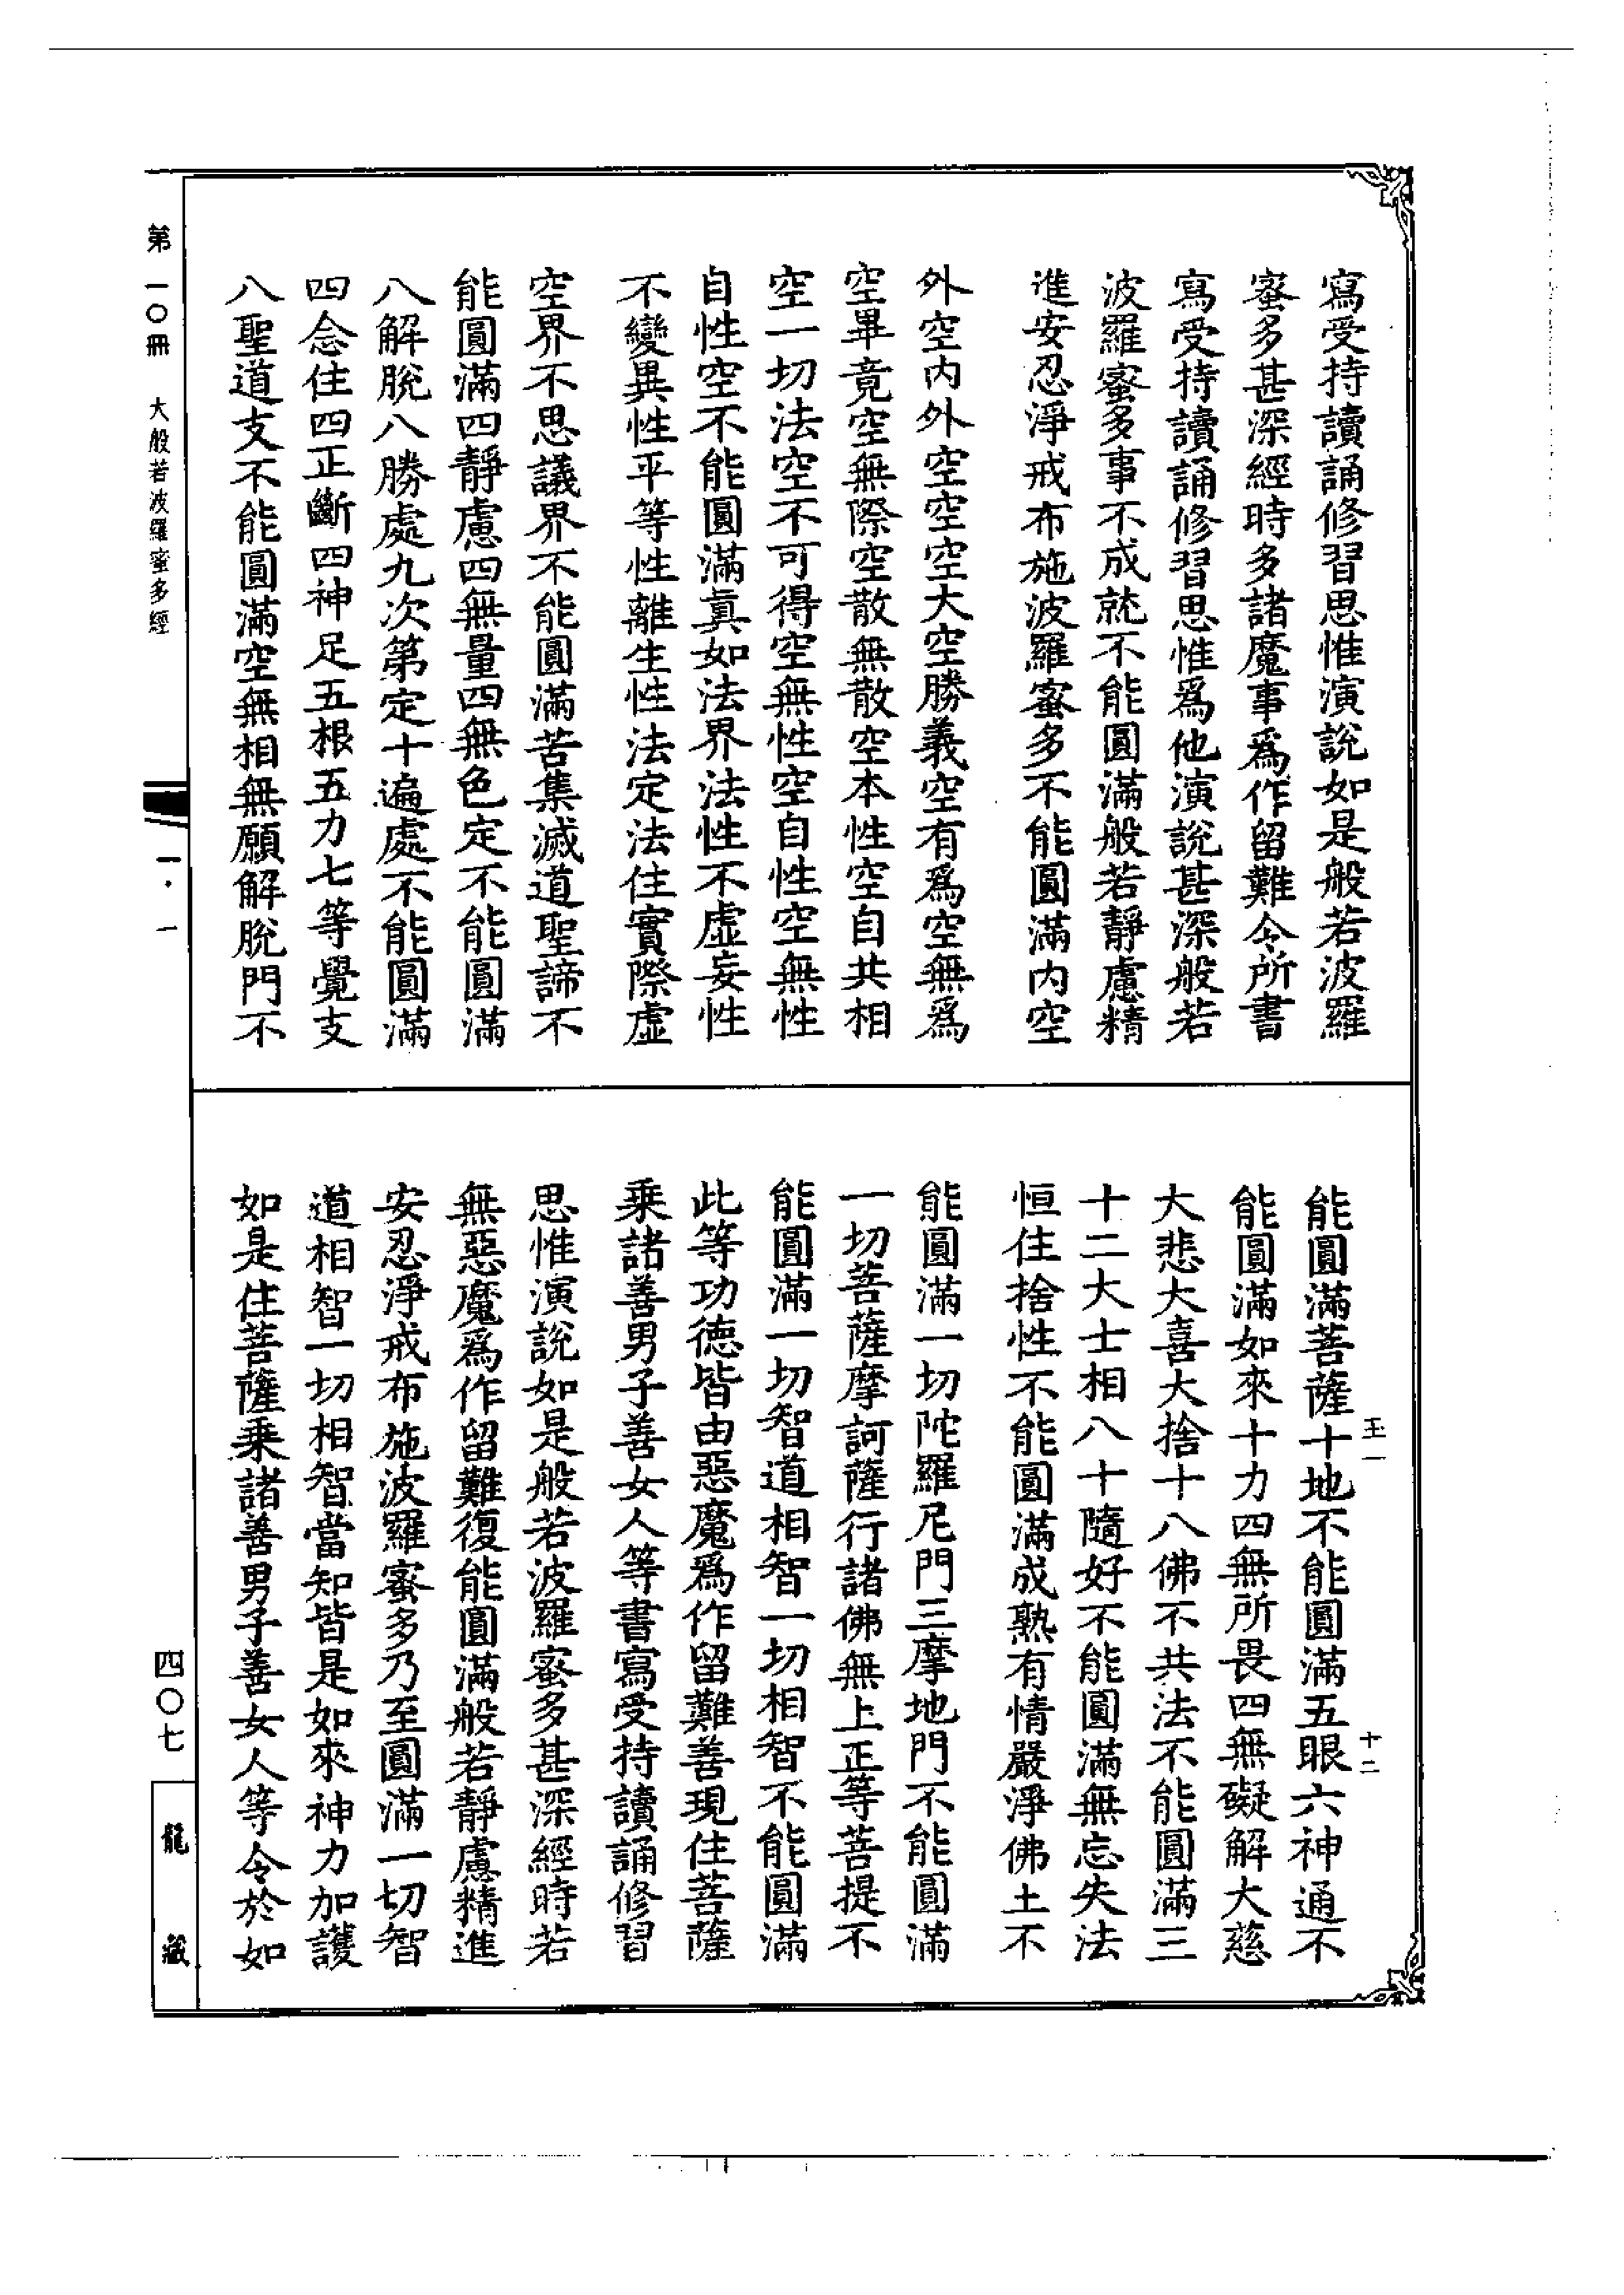 寫受持讀誦修習思惟演說如是般若波羅
蜜多甚深經時多諸魔事爲作留難令所書
寫受持讀誦修習思惟爲他演說甚深般若
波羅蜜多事不成就不能圓滿般若靜慮精
進安忍淨戒布施波羅蜜多不能圓滿內空
外空內外空空空大空勝義空有爲空無爲
空畢竟空無際空散無散空本性空自共相
空一切法空不可得空無性空自性空無性
自性空不能圓滿眞如法界法性不虛妄性
不變異性平等性離生性法定法住實際虛
空界不思議界不能圓滿苦集滅道聖諦不
能圓滿四靜慮四無量四無色定不能圓滿
八解脫八勝處九次第定十遍處不能圓滿
四念住四正斷四神足五根五力七等覺支
八聖道支不能圓滿空無相無願解脫門不
能圓滿菩薩十地不能圓滿五眼六神通不
能圓滿如來十力四無所畏四無礙解大慈
大悲大喜大捨十八佛不共法不能圓滿三
十二大士相八十隨好不能圓滿無忘失法
恒住捨性不能圓滿成熟有情嚴淨佛土不
能圓滿一切陀羅尼門三摩地門不能圓滿
一切菩薩摩訶薩行諸佛無上正等菩提不
能圓滿一切智道相智一切相智不能圓滿
此等功德皆由惡魔爲作留難善現住菩薩
乘諸善男子善女人等書寫受持讀誦修習
思惟演說如是般若波羅蜜多甚深經時若
無惡魔爲作留難復能圓滿般若靜慮精進
安忍淨戒布施波羅蜜多乃至圓滿一切智
道相智一切相智當知皆是如來神力加護
如是住菩薩乘諸善男子善女人等令於如
王一
十二
第一〇冊 大般若波羅蜜多經
一·一
四〇七
龍藏